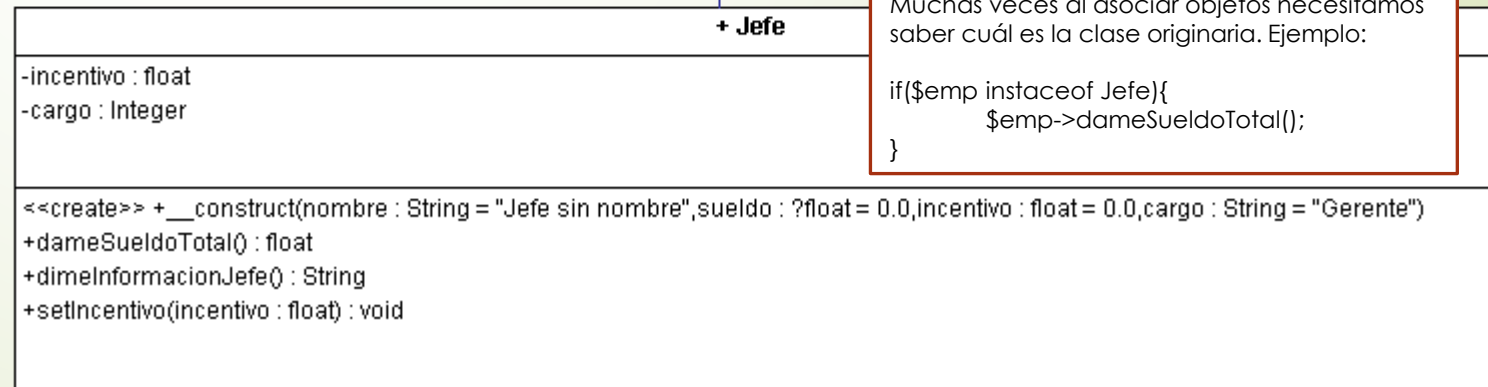 + Jefe
Muchas veces al asociar objetos necesitamos
saber cuál es la clase originaria. Ejemplo:
if($emp instaceof Jefe){
$emp->dameSueldoTotal();
}
-incentivo : float
-cargo : Integer
<<create>> +__construct(nombre : String = "Jefe sin nombre",sueldo : ?float = 0.0,incentivo : float = 0.0,cargo : String = "Gerente")
+dameSueldoTotal() : float
+dimeInformacionJefe() : String
+setIncentivo(incentivo : float) : void